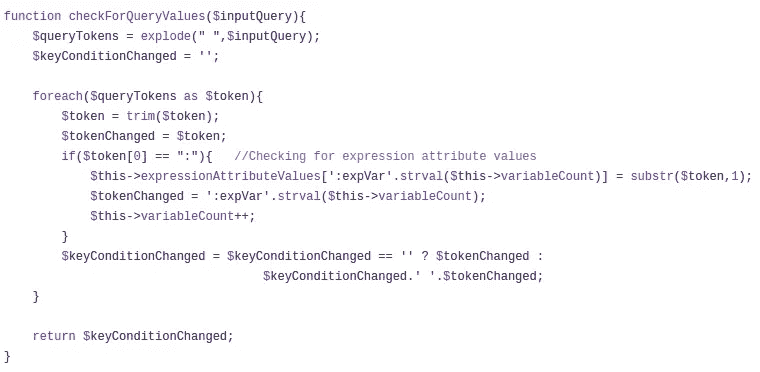 function checkForQueryValues($inputQuery){
    $queryTokens = explode(" ",$inputQuery);
    $keyConditionChanged = '';

    foreach($queryTokens as $token){
        $token = trim($token);
        $tokenChanged = $token;
        if($token[0] == ":"){   //Checking for expression attribute values
            $this->expressionAttributeValues[':expVar'.strval($this->variableCount)] = substr($token,1);
            $tokenChanged = ':expVar'.strval($this->variableCount);
            $this->variableCount++;
        }
        $keyConditionChanged = $keyConditionChanged == '' ? $tokenChanged :
                                    $keyConditionChanged.' '.$tokenChanged;
    }

    return $keyConditionChanged;
}